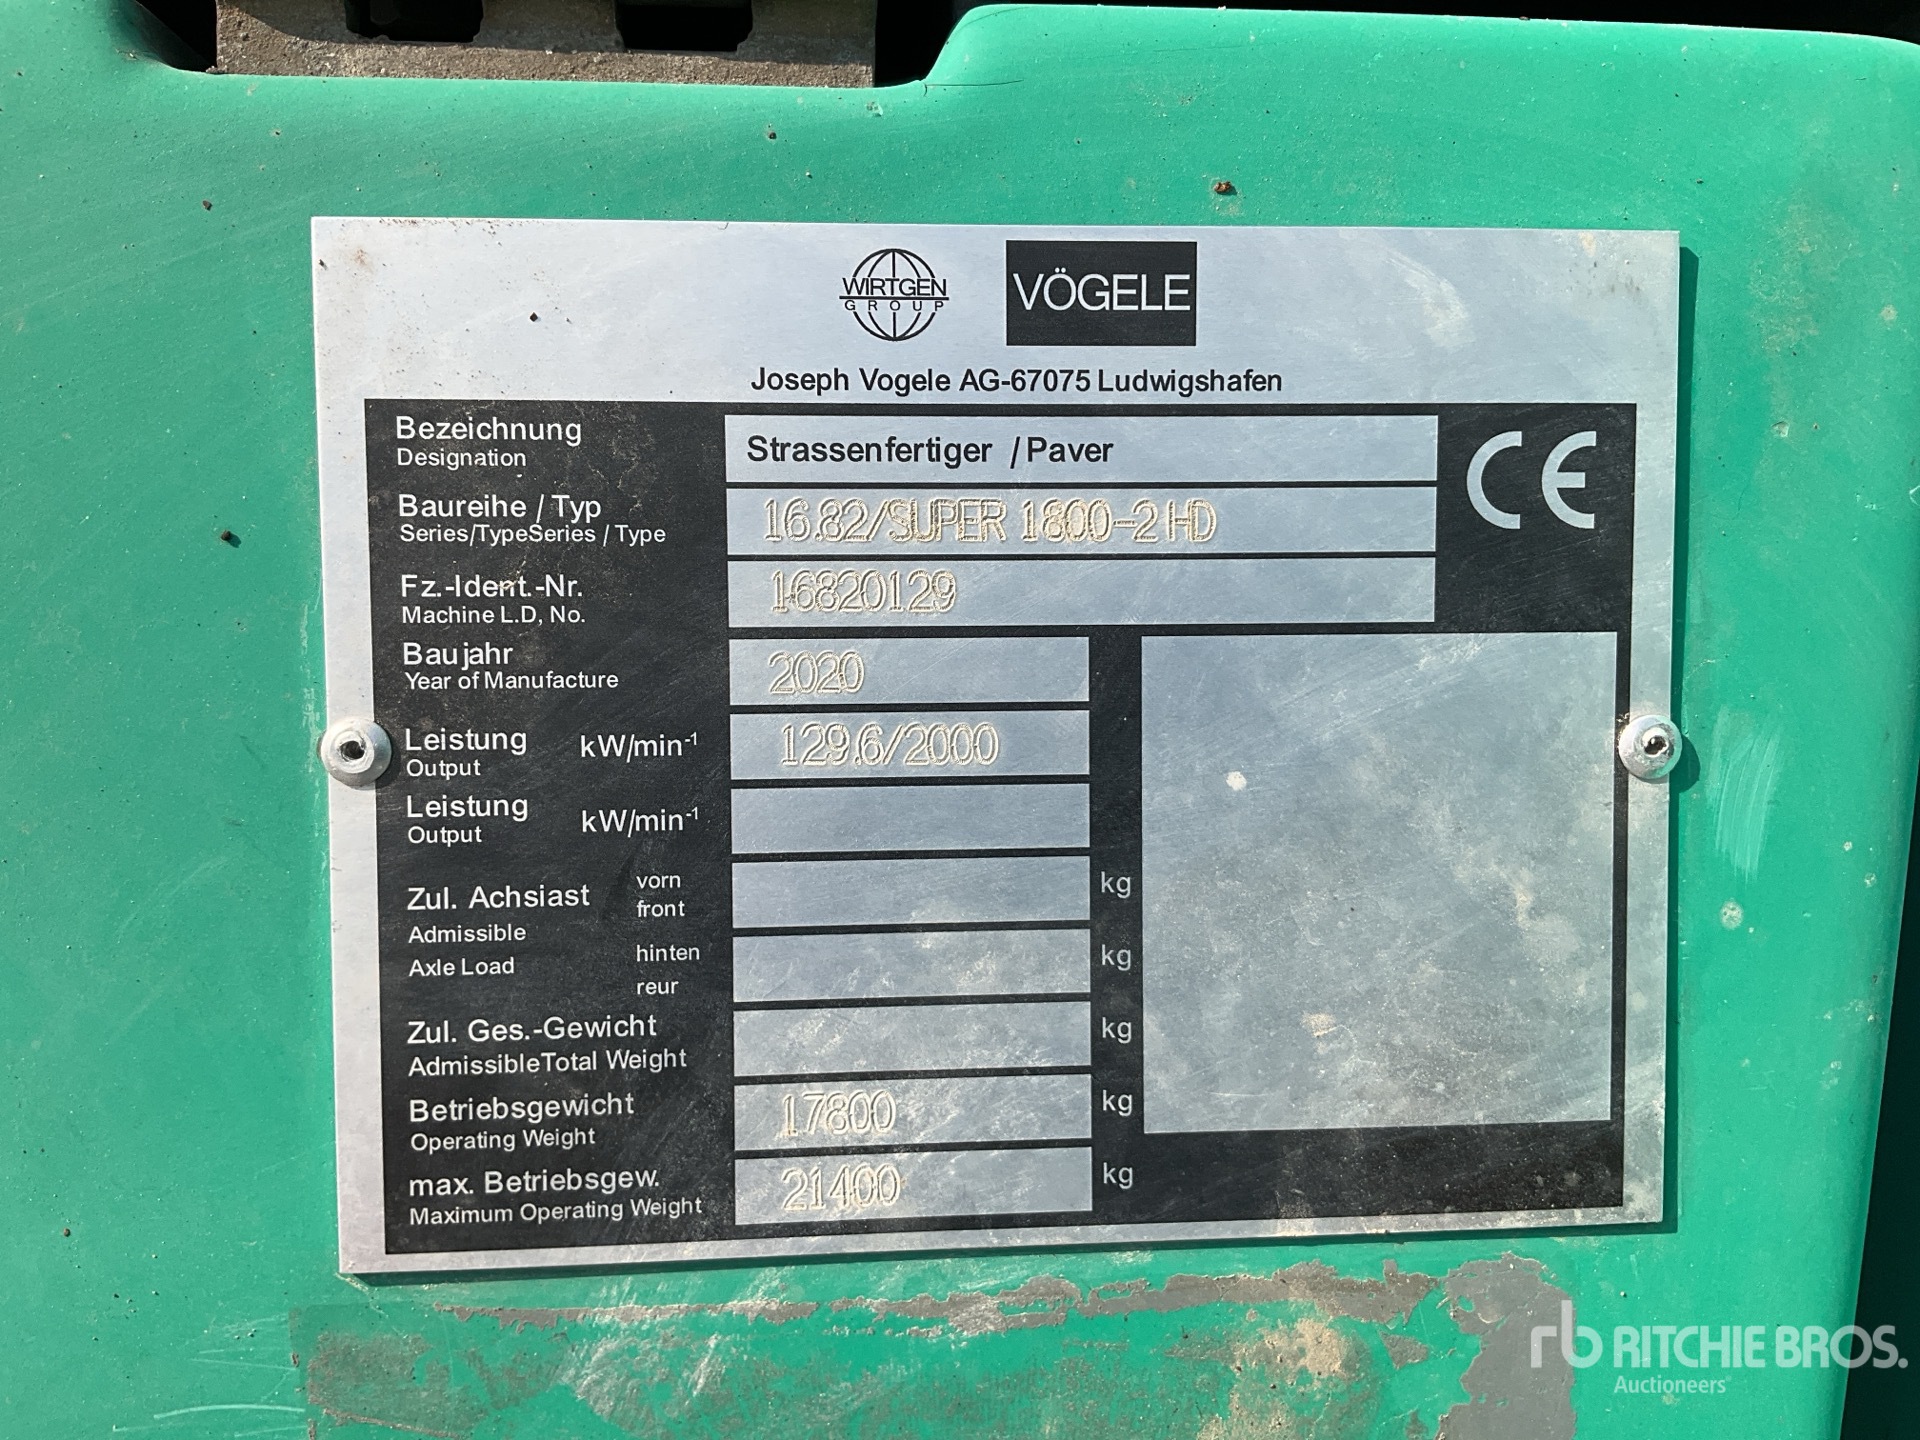 WIRTGEN
GROUP
VÖGELE
Joseph Vogele AG-67075 Ludwigshafen
Bezeichnung
Designation
Strassenfertiger / Paver
CE
Baureihe / Typ
Series/TypeSeries / Type
16.82/SUPER 1800-2 HD
Fz.-Ident.-Nr.
Machine L.D, No.
16820129
Baujahr
Year of Manufacture
2020
Leistung kW/min-1
Output
129.6/2000
Leistung kW/min-1
Output
Zul. Achsiast vorn
front
kg
Admissible
Axle Load
hinten
reur
kg
Zul. Ges.-Gewicht
Admissible Total Weight
kg
Betriebsgewicht
Operating Weight
17800 kg
max. Betriebsgew.
Maximum Operating Weight
21400 kg
rb RITCHIE BROS.
Auctioneers